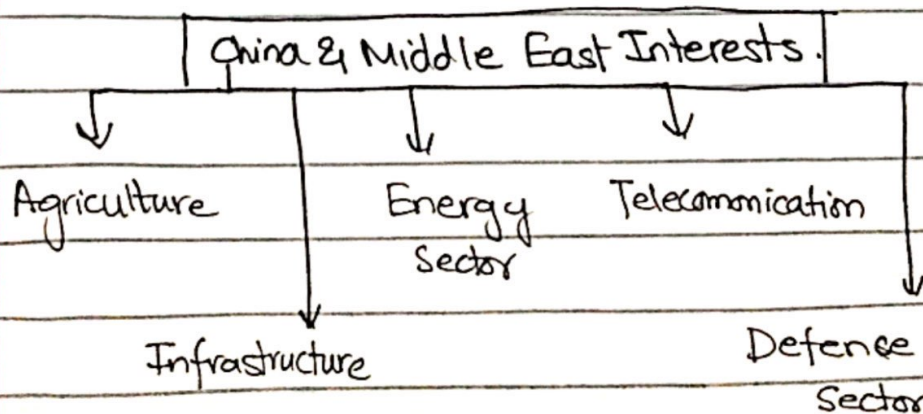 China & Middle East Interests.
Agriculture
Energy
Sector
Telecommonication
Infrastructure
Defence
Sector